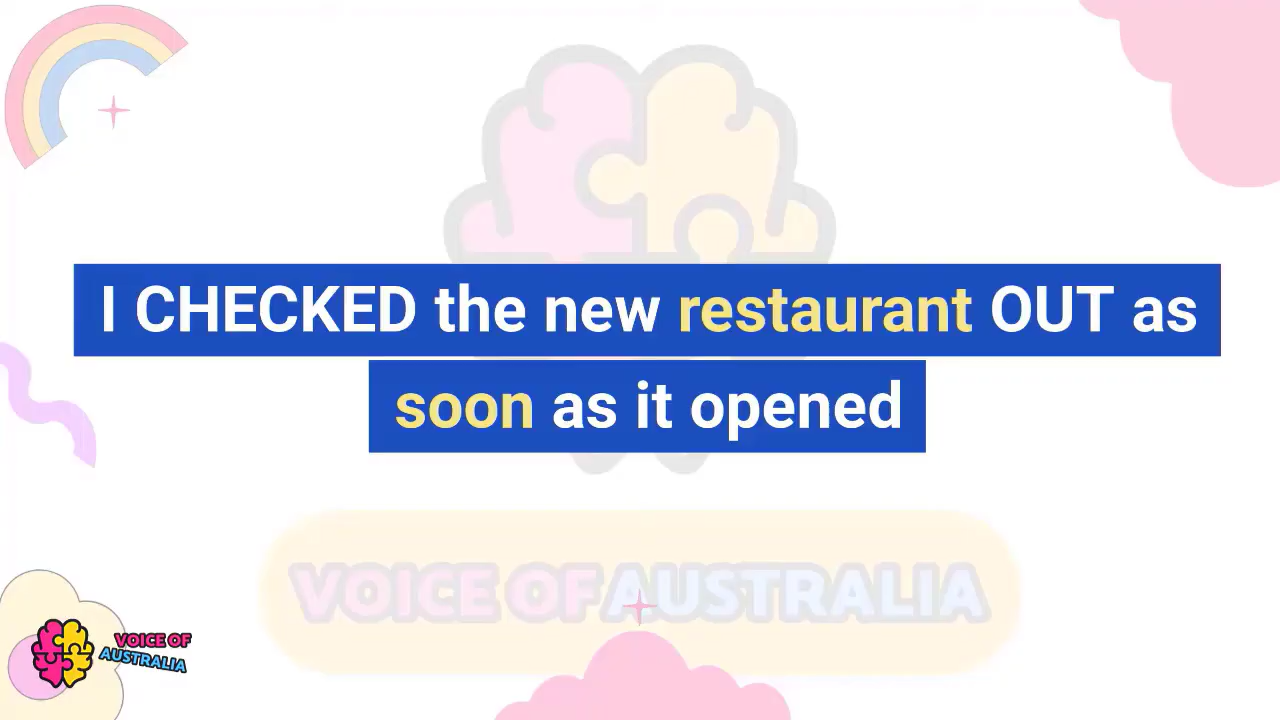 I CHECKED the new restaurant OUT as
soon as it opened
VOICE OF AUSTRALIA
VOICE OF
AUSTRALIA